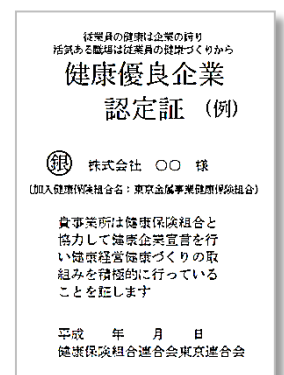 従業員の健康は企業の誇り
活気ある職場は従業員の健康づくりから
健康優良企業
認定証 (例)
銀 株式会社 ○○ 様
(加入健康保険組合名:東京金属事業健康保険組合)
貴事業所は健康保険組合と
協力して健康企業宣言を行
い健康経営健康づくりの取
組みを積極的に行っている
ことを証します
平成 年 月 日
健康保険組合連合会東京連合会